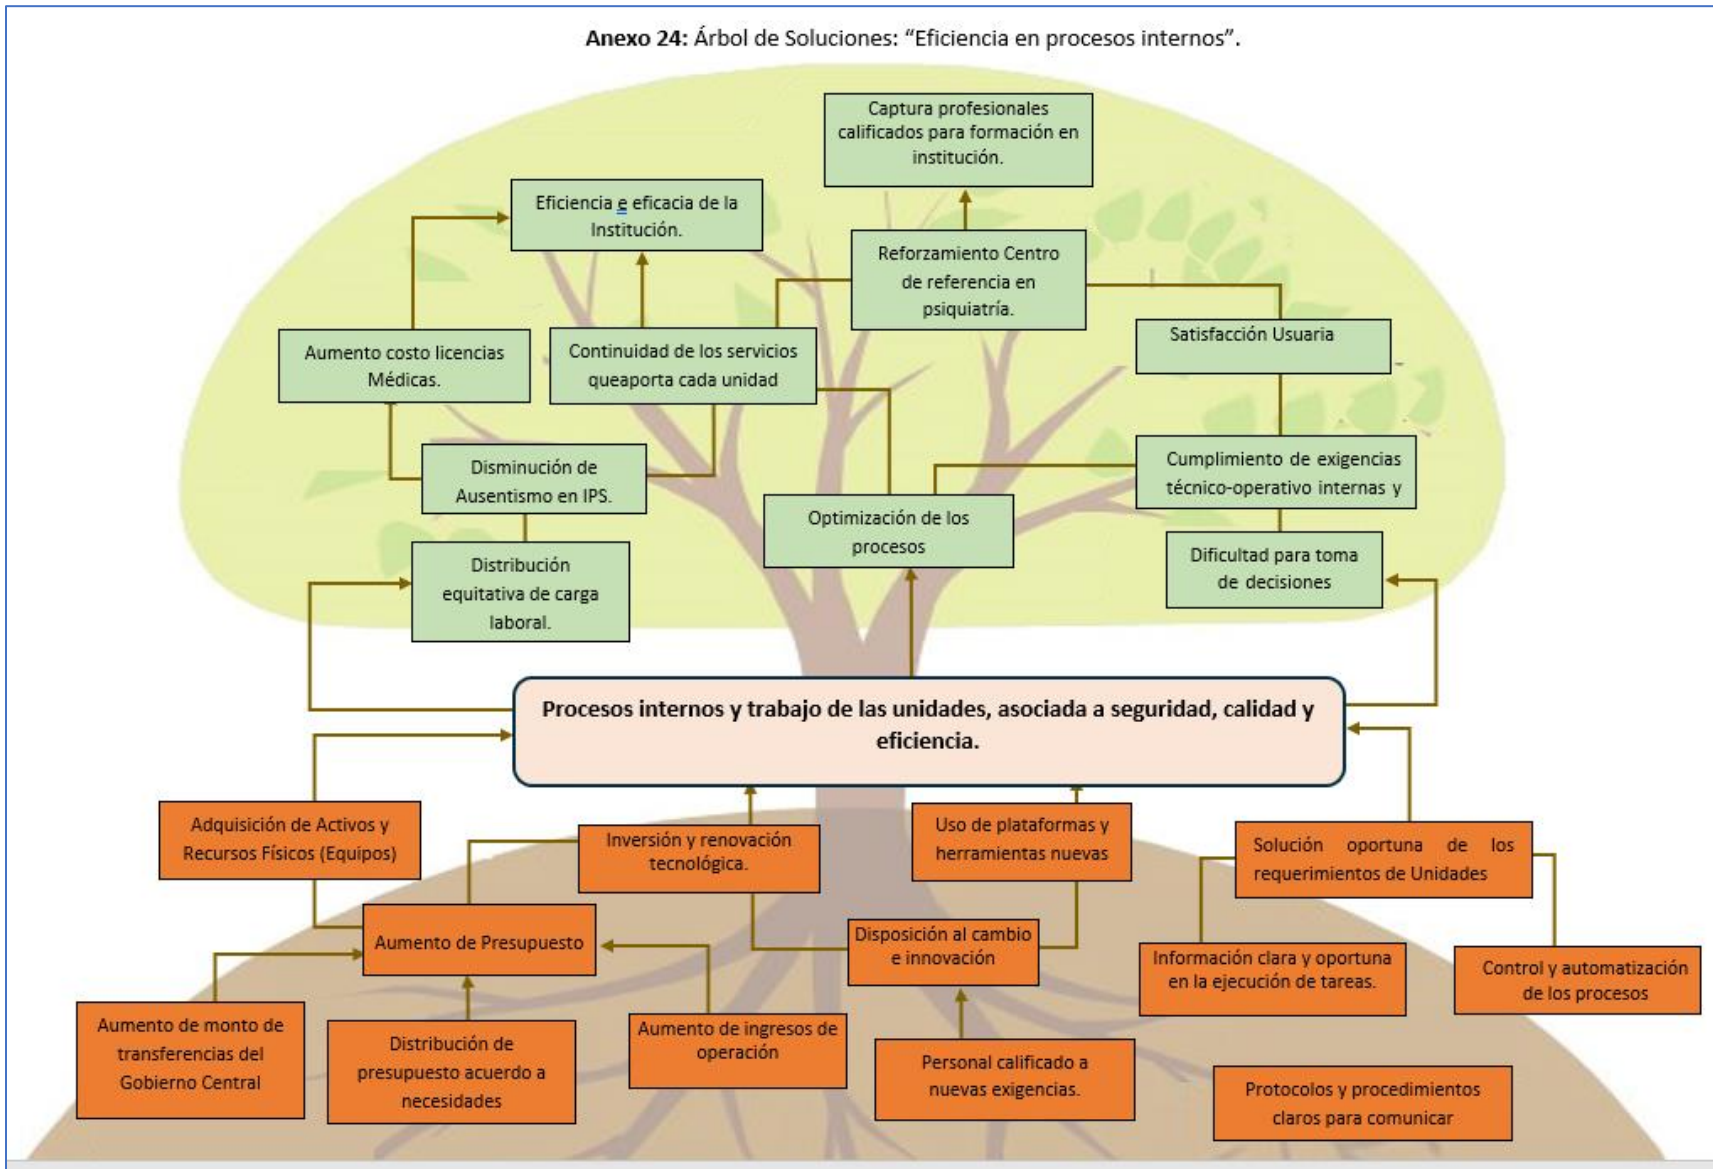 Anexo 24: Árbol de Soluciones: “Eficiencia en procesos internos”.
Captura profesionales
calificados para formación en
institución.
Eficiencia e eficacia de la
Institución.
Reforzamiento Centro
de referencia en
psiquiatría.
Aumento costo licencias
Médicas.
Continuidad de los servicios
queaporta cada unidad
Satisfacción Usuaria
Disminución de
Ausentismo en IPS.
Cumplimiento de exigencias
técnico-operativo internas y
Optimización de los
procesos
Distribución
equitativa de carga
laboral.
Dificultad para toma
de decisiones
Procesos internos y trabajo de las unidades, asociada a seguridad, calidad y
eficiencia.
Adquisición de Activos y
Recursos Físicos (Equipos)
Inversión y renovación
tecnológica.
Uso de plataformas y
herramientas nuevas
Solución oportuna de los
requerimientos de Unidades
Aumento de Presupuesto
Disposición al cambio
e innovación
Información clara y oportuna
en la ejecución de tareas.
Control y automatización
de los procesos
Aumento de monto de
transferencias del
Gobierno Central
Distribución de
presupuesto acuerdo a
necesidades
Aumento de ingresos de
operación
Personal calificado a
nuevas exigencias.
Protocolos y procedimientos
claros para comunicar